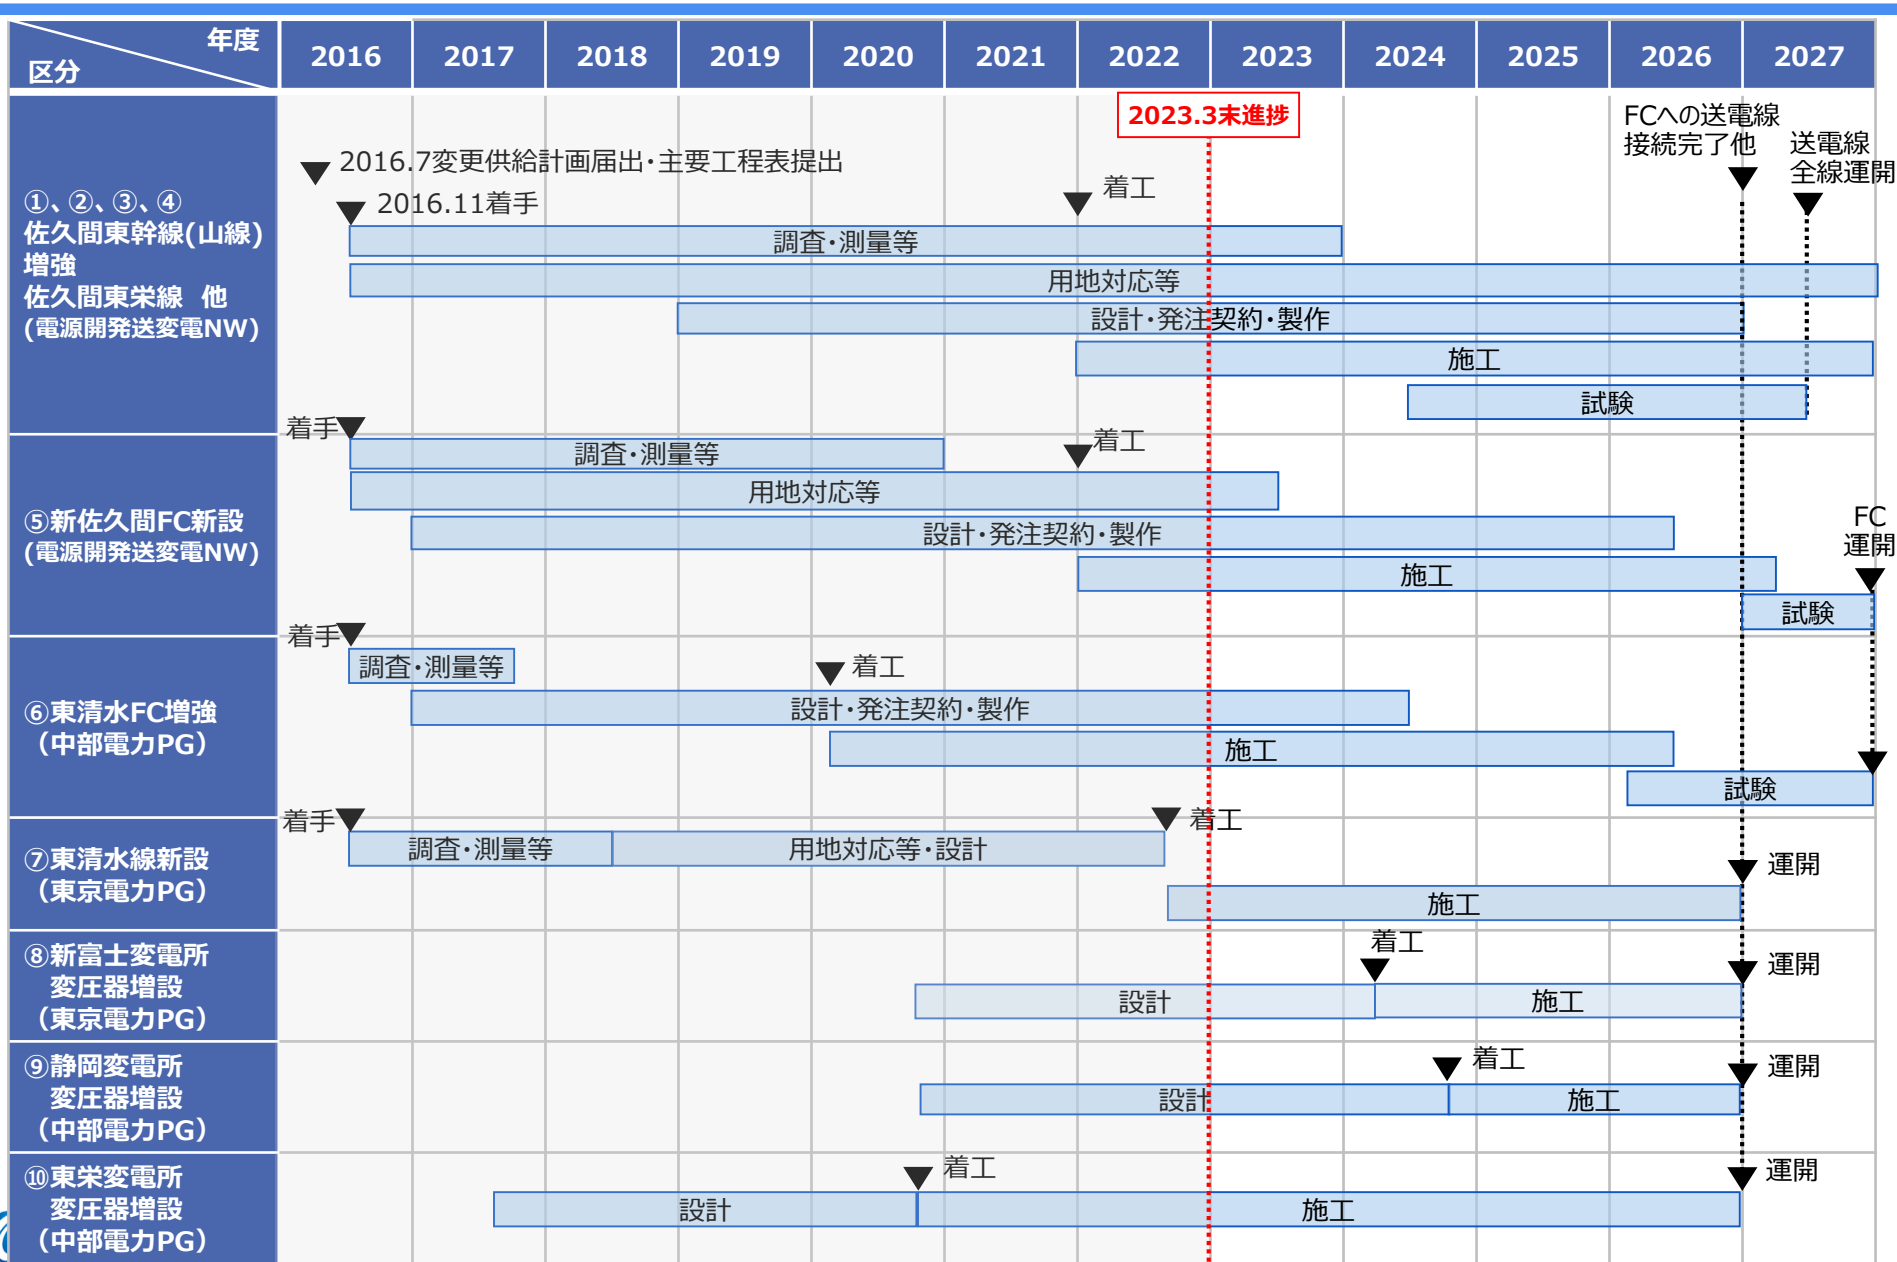 年度
区分
2016 2017 2018 2019 2020 2021 2022 2023 2024 2025 2026 2027
2023.3末進捗
①、②、③、④
佐久間東幹線(山線)
増強
佐久間東栄線 他
(電源開発送変電NW)
2016.7変更供給計画届出・主要工程表提出
2016.11着手
着工
FCへの送電線
接続完了他
送電線
全線運開
調査・測量等
用地対応等
設計・発注契約・製作
施工
試験
⑤新佐久間FC新設
(電源開発送変電NW)
着手
着工
調査・測量等
用地対応等
設計・発注契約・製作
施工
試験
FC
運開
⑥東清水FC増強
(中部電力PG)
着手
調査・測量等
着工
設計・発注契約・製作
施工
試験
⑦東清水線新設
(東京電力PG)
着手
着工
調査・測量等
用地対応等・設計
施工
運開
⑧新富士変電所
変圧器増設
(東京電力PG)
着工
設計
施工
運開
⑨静岡変電所
変圧器増設
(中部電力PG)
着工
設計
施工
運開
⑩東栄変電所
変圧器増設
(中部電力PG)
着工
設計
施工
運開